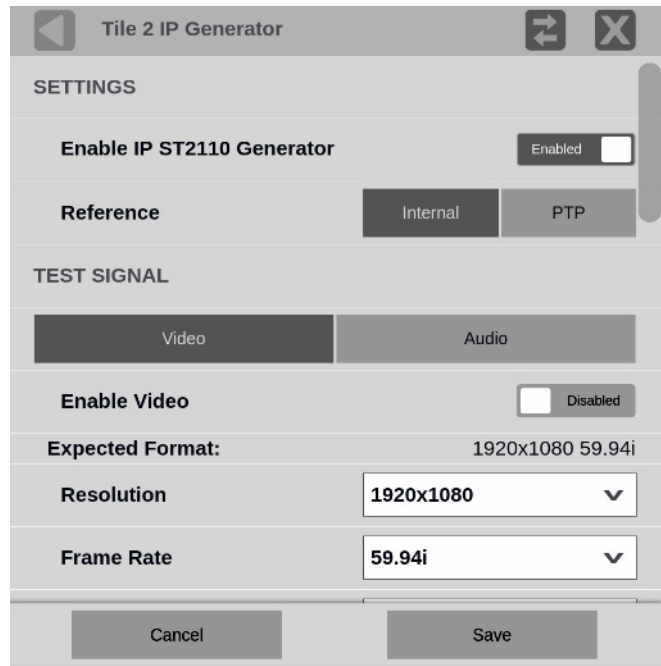 Tile 2 IP Generator
SETTINGS
Enable IP ST2110 Generator Enabled
Reference Internal PTP
TEST SIGNAL
Video Audio
Enable Video Disabled
Expected Format: 1920x1080 59.94i
Resolution 1920x1080
Frame Rate 59.94i
Cancel Save